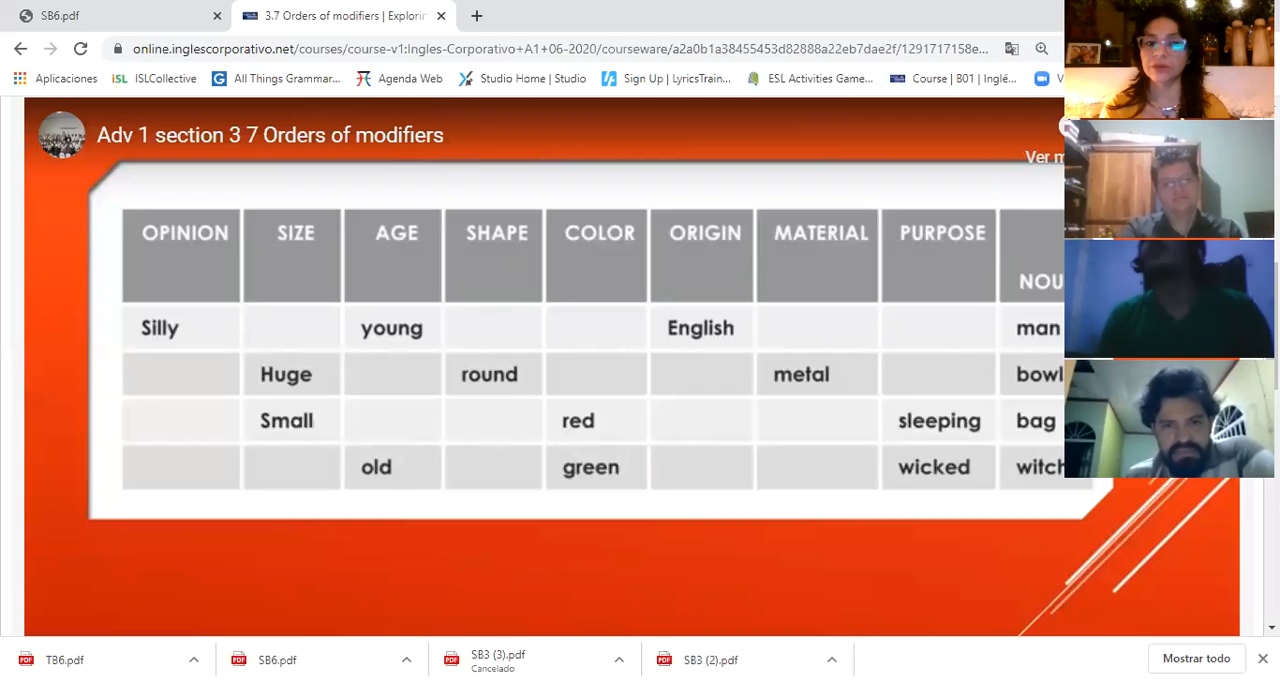 SB6.pdf
3.7 Orders of modifiers | Explorin
online.inglescorporativo.net/courses/course-v1:Ingles-Corporativo+A1+06-2020/courseware/a2a0b1a38455453d82888a22eb7dae2f/1291717158e...
Aplicaciones
iSL ISLCollective
G All Things Grammar...
Agenda Web
Studio Home | Studio
Sign Up | LyricsTrain...
ESL Activities Game...
Course | B01 | Inglé...
Adv 1 section 3 7 Orders of modifiers
Ver m
OPINION SIZE AGE SHAPE COLOR ORIGIN MATERIAL PURPOSE NOU
Silly young English man
Huge round metal bowl
Small red sleeping bag
old green wicked witch
TB6.pdf
SB6.pdf
SB3 (3).pdf
Cancelado
SB3 (2).pdf
Mostrar todo